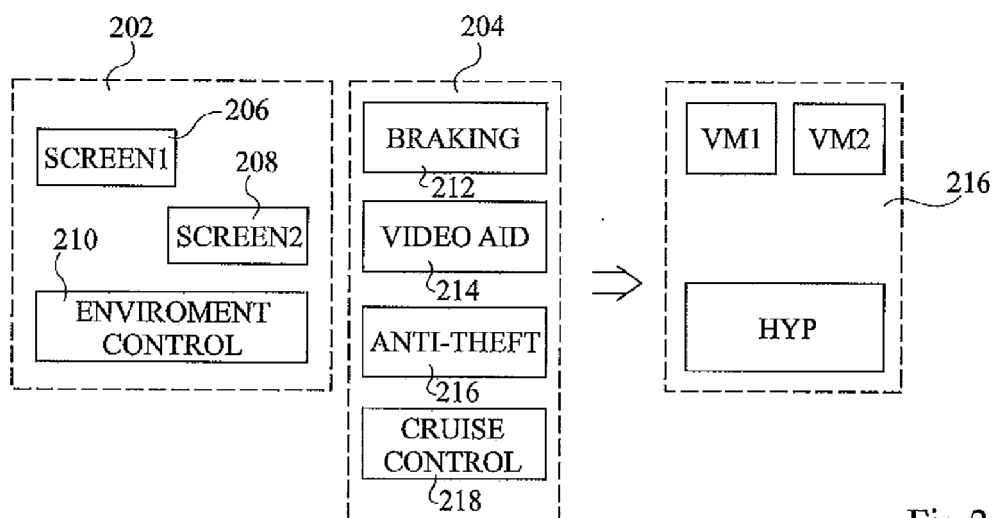 202
206
SCREEN1
208
SCREEN2
210
ENVIROMENT
CONTROL
204
BRAKING
212
VIDEO AID
214
ANTI-THEFT
216
CRUISE
CONTROL
218
VM1
VM2
216
HYP